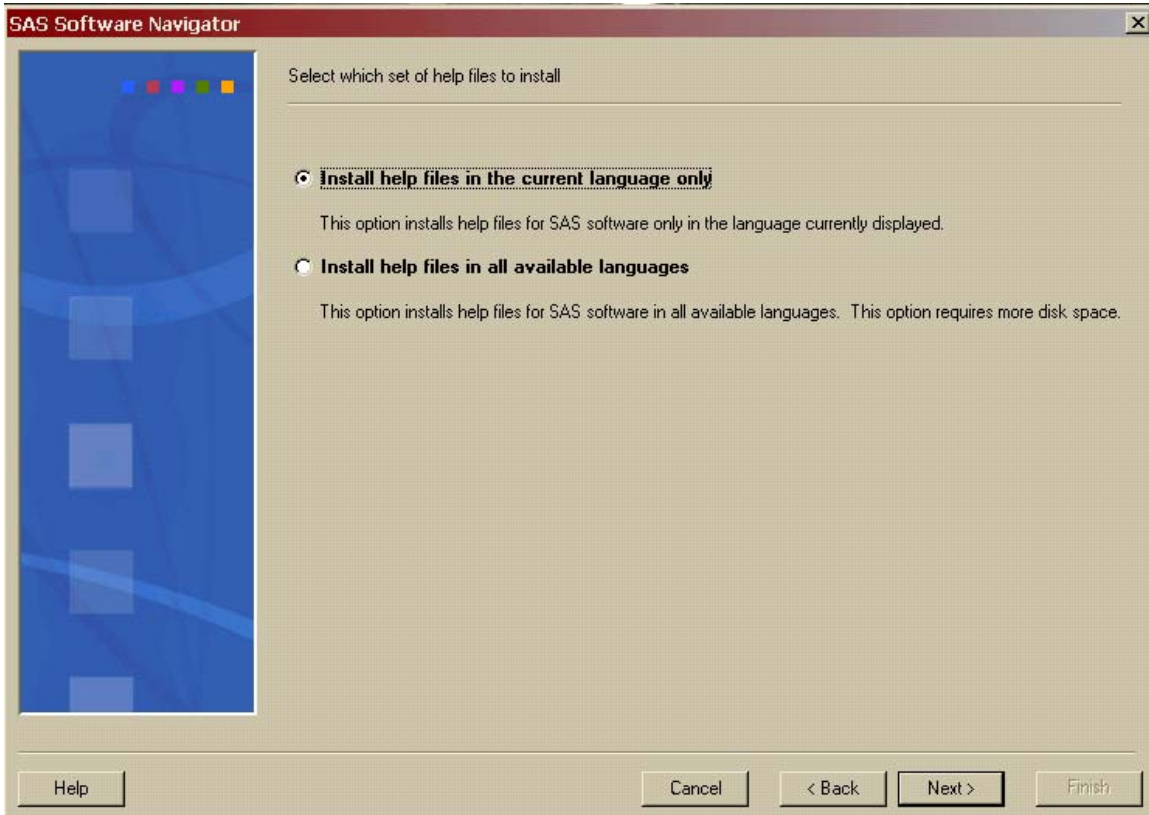 SAS Software Navigator
Select which set of help files to install
Install help files in the current language only
This option installs help files for SAS software only in the language currently displayed.
Install help files in all available languages
This option installs help files for SAS software in all available languages. This option requires more disk space.
Help
Cancel
< Back
Next >
Finish